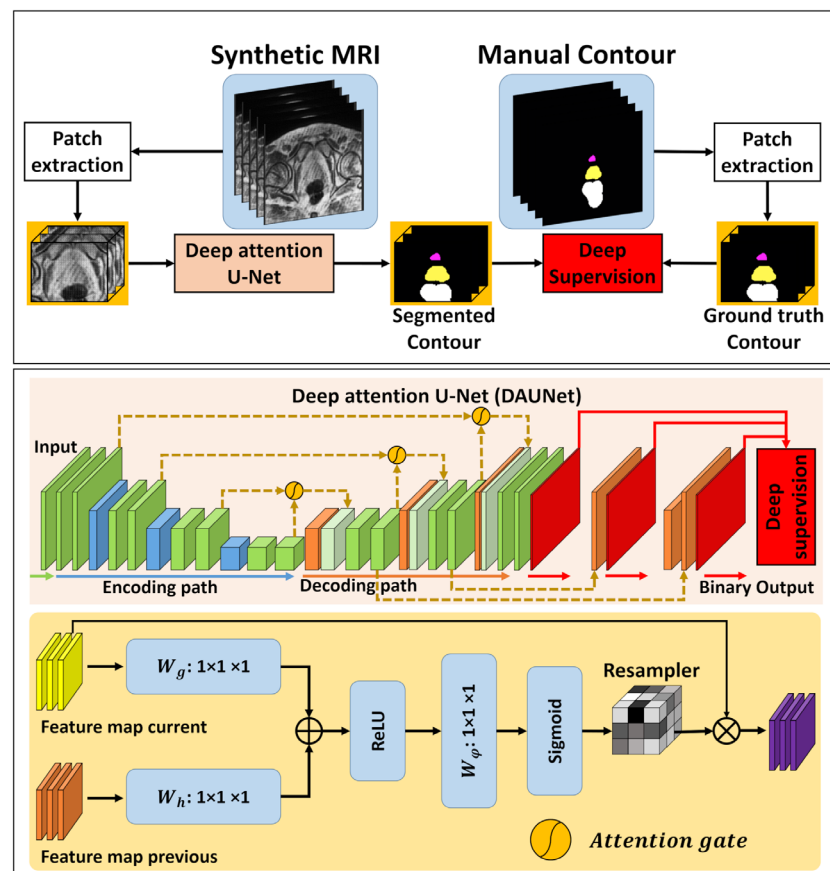 Synthetic MRI
Manual Contour
Patch
extraction
Patch
extraction
Deep attention
U-Net
Deep
Supervision
Segmented
Contour
Ground truth
Contour
Deep attention U-Net (DAUNet)
Input
Deep
supervision
Encoding path
Decoding path
Binary Output
W_g: 1×1 ×1
Feature map current
ReLU
W_φ: 1×1 ×1
Sigmoid
Resampler
W_h: 1×1 ×1
Feature map previous
Attention gate